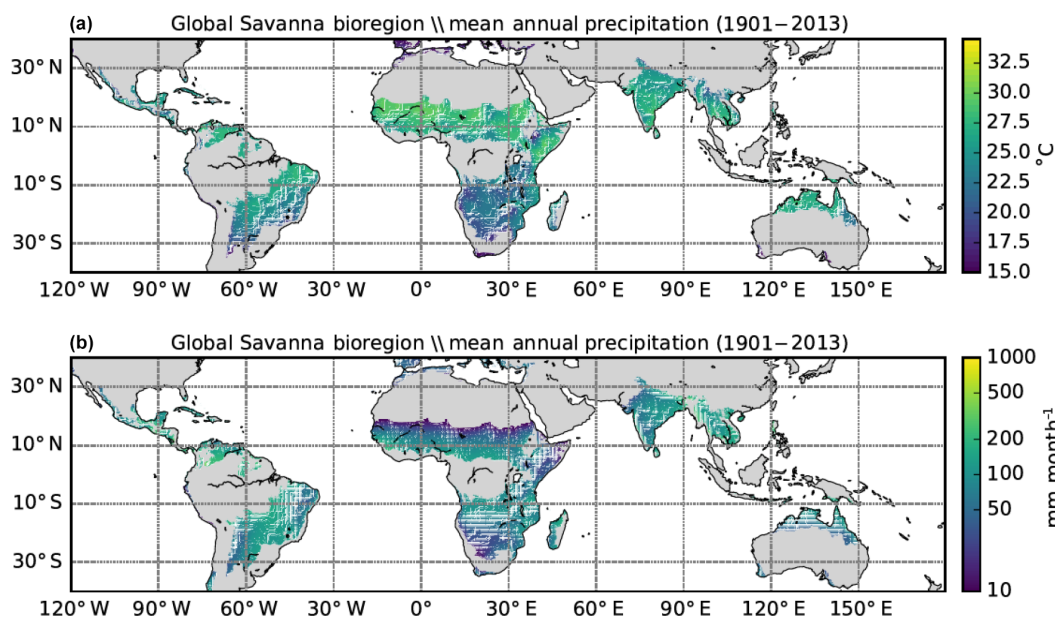 (a) Global Savanna bioregion \\ mean annual precipitation (1901−2013)
30° N
10° N
10° S
30° S
120° W 90° W 60° W 30° W 0° 30° E 60° E 90° E 120° E 150° E
32.5
30.0
27.5
25.0
22.5
20.0
17.5
15.0
°C
(b) Global Savanna bioregion \\ mean annual precipitation (1901−2013)
30° N
10° N
10° S
30° S
120° W 90° W 60° W 30° W 0° 30° E 60° E 90° E 120° E 150° E
1000
500
200
100
50
10
mm month⁻¹